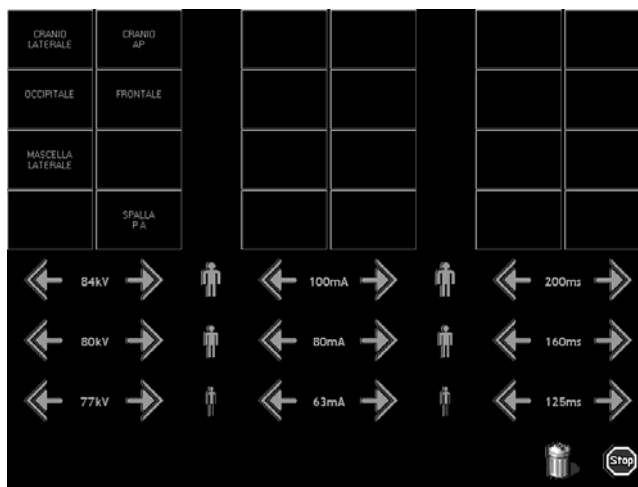 CRANIO
LATERALE
CRANIO
AP
OCCIPITALE
FRONTALE
MASCELLA
LATERALE
SPALLA
P A
84kV
100mA
200ms
80kV
80mA
160ms
77kV
63mA
125ms
Stop